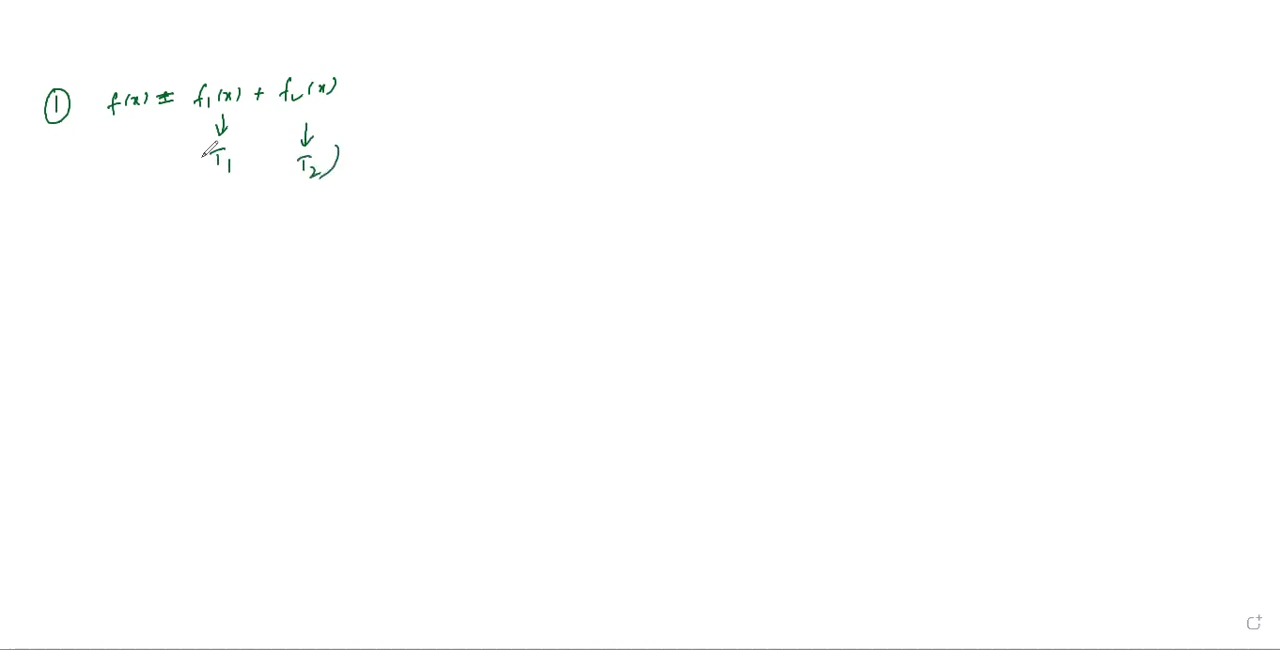 ① f(x) = f₁(x) + f₂(x)
↓ ↓
T₁ T₂)